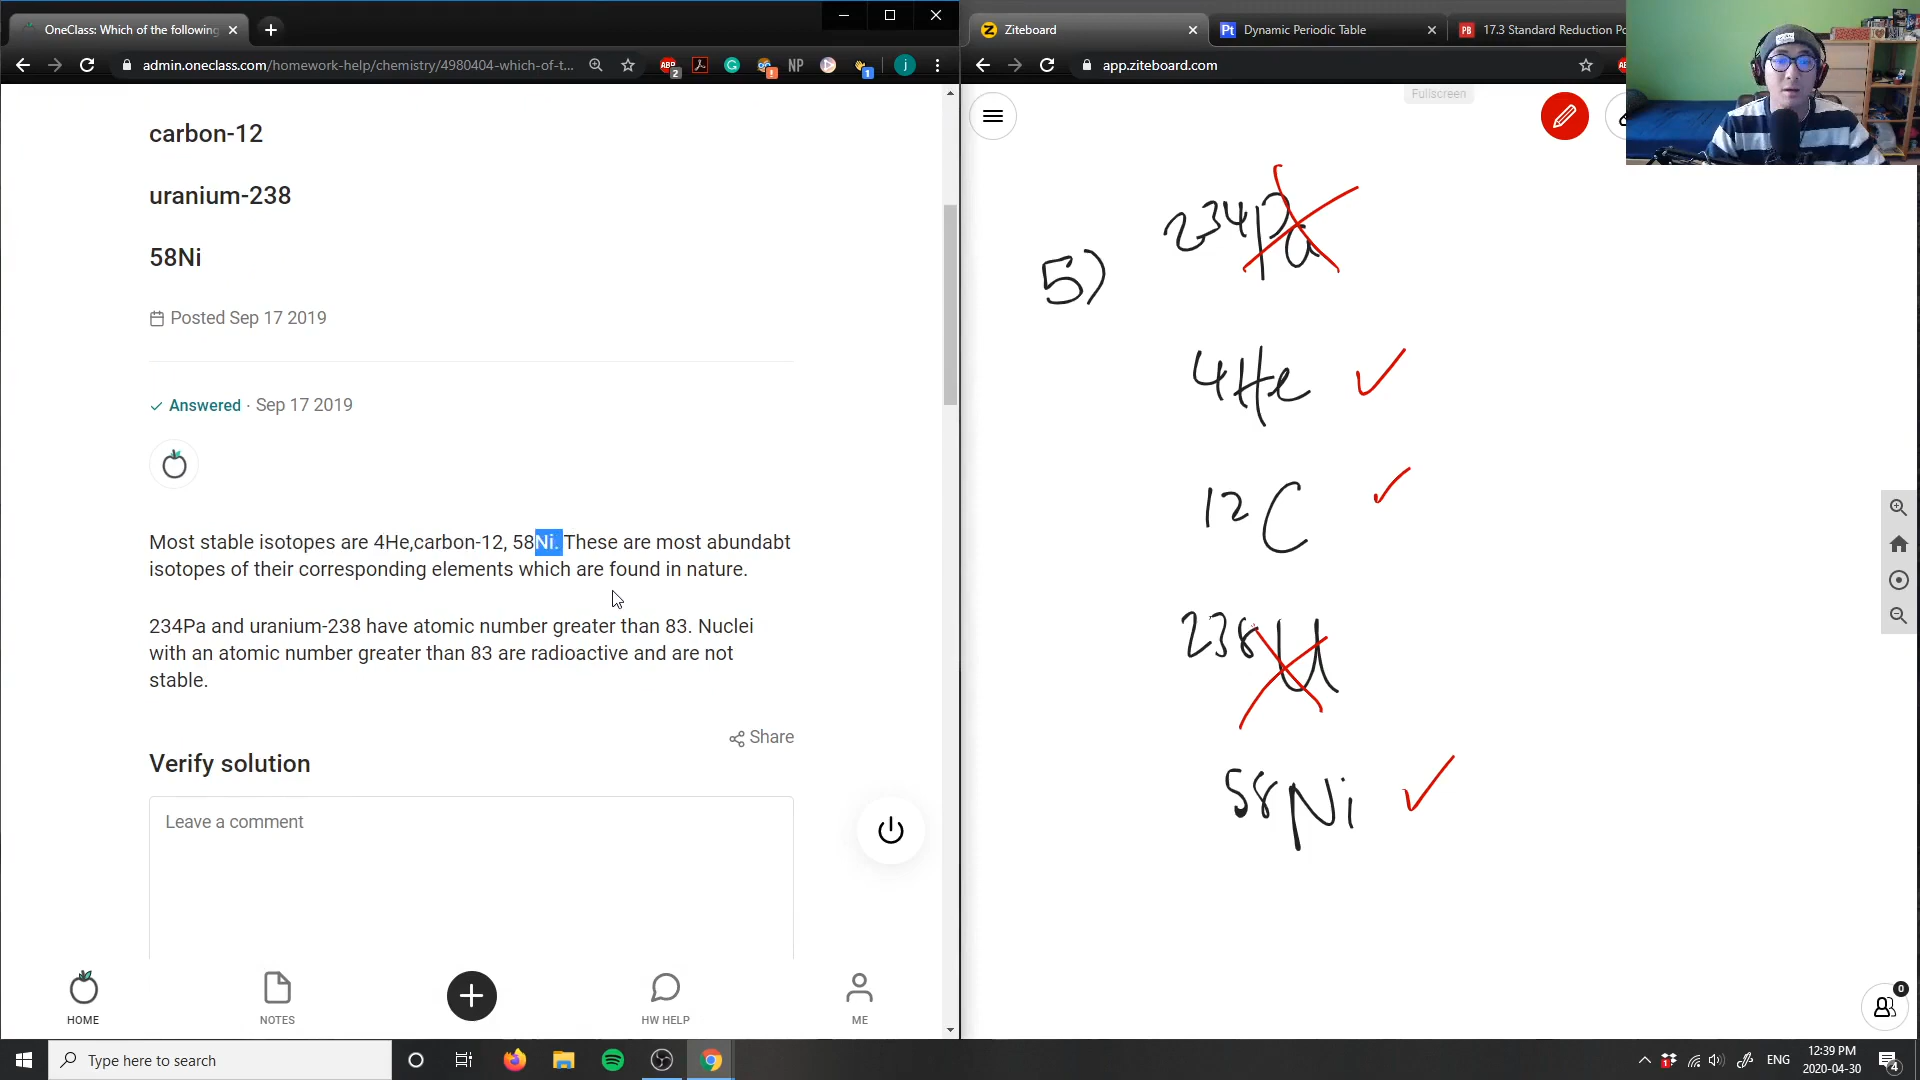 OneClass: Which of the following
Ziteboard
Dynamic Periodic Table
PB
17.3 Standard Reduction Po
admin.oneclass.com/homework-help/chemistry/4980404-which-of-t...
NP
app.ziteboard.com
Fullscreen
carbon-12
uranium-238
58Ni
Posted Sep 17 2019
Answered · Sep 17 2019
Most stable isotopes are 4He,carbon-12, 58Ni. These are most abundabt
isotopes of their corresponding elements which are found in nature.
234Pa and uranium-238 have atomic number greater than 83. Nuclei
with an atomic number greater than 83 are radioactive and are not
stable.
Share
Verify solution
Leave a comment
HOME
NOTES
HW HELP
ME
5)
234Pa
4He
12C
238U
58Ni
0
Type here to search
ENG
12:39 PM
2020-04-30
4